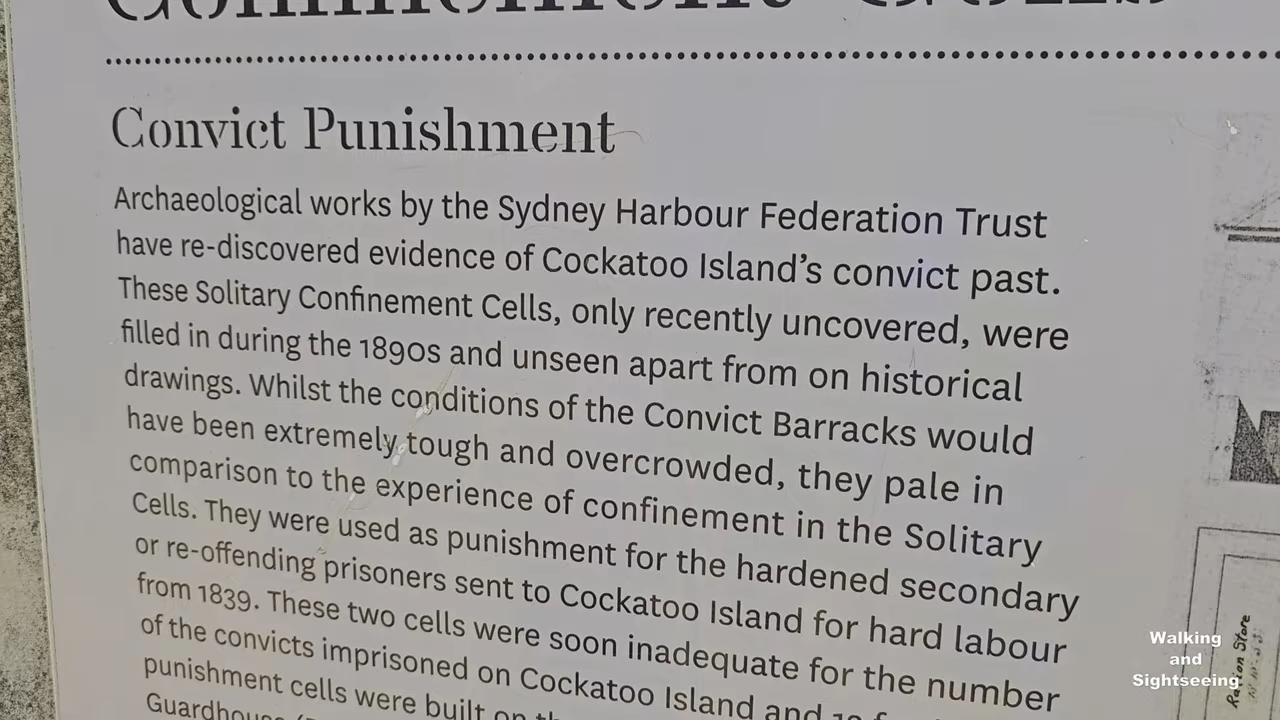 Convict Punishment
Archaeological works by the Sydney Harbour Federation Trust
have re-discovered evidence of Cockatoo Island's convict past.
These Solitary Confinement Cells, only recently uncovered, were
filled in during the 1890s and unseen apart from on historical
drawings. Whilst the conditions of the Convict Barracks would
have been extremely tough and overcrowded, they pale in
comparison to the experience of confinement in the Solitary
Cells. They were used as punishment for the hardened secondary
or re-offending prisoners sent to Cockatoo Island for hard labour
from 1839. These two cells were soon inadequate for the number
of the convicts imprisoned on Cockatoo Island and
punishment cells were built on
Guardhouse
Store
Walking
and
Sightseeing